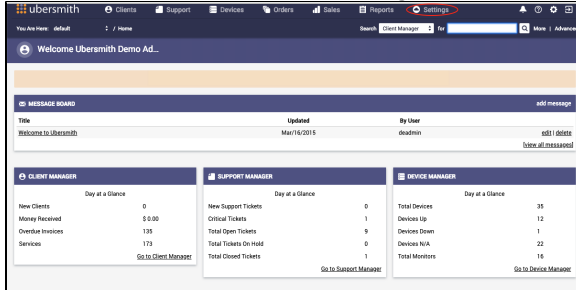 ubersmith Clients Support Devices Orders Sales Reports Settings
You Are Here: default / Home Search Client Manager for More | Advanced
Welcome Ubersmith Demo Ad...
MESSAGE BOARD add message
Title Updated By User
Welcome to Ubersmith Mar/16/2015 deadmin edit | delete
[view all messages]
CLIENT MANAGER
Day at a Glance
New Clients 0
Money Received $ 0.00
Overdue Invoices 135
Services 173
Go to Client Manager
SUPPORT MANAGER
Day at a Glance
New Support Tickets 0
Critical Tickets 1
Total Open Tickets 9
Total Tickets On Hold 0
Total Closed Tickets 1
Go to Support Manager
DEVICE MANAGER
Day at a Glance
Total Devices 35
Devices Up 12
Devices Down 1
Devices N/A 22
Total Monitors 16
Go to Device Manager